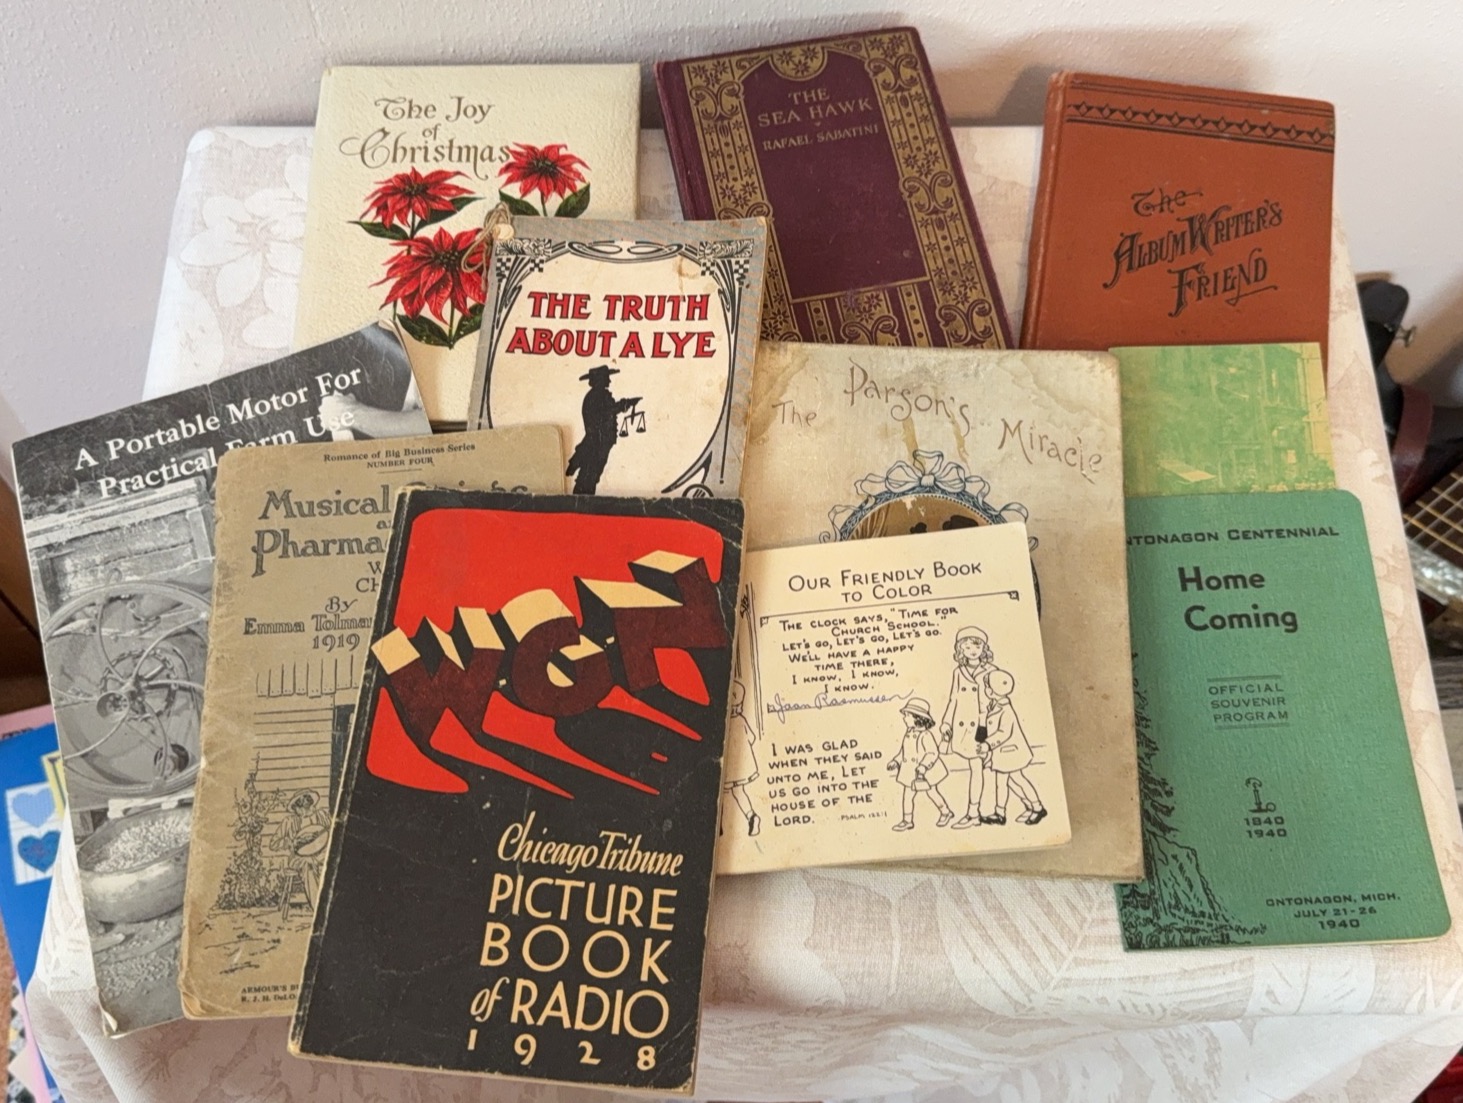 The Joy
of
Christmas
THE
SEA HAWK
RAFAEL SABATINI
The
ALBUM WRITER'S
FRIEND
THE TRUTH
ABOUT A LYE
A Portable Motor For
Practical Farm Use
Romance of Big Business Series
NUMBER FOUR
Musical
Pharma
By
Emma Tolma
1919
ARMOUR'S
WGN
Chicago Tribune
PICTURE
BOOK
of RADIO
1928
The Parson's Miracle
OUR FRIENDLY BOOK
TO COLOR
THE CLOCK SAYS, "TIME FOR
CHURCH SCHOOL."
LET'S GO, LET'S GO, LET'S GO.
WE'LL HAVE A HAPPY
TIME THERE,
I KNOW, I KNOW,
I KNOW.
Joan Rasmussen
I WAS GLAD
WHEN THEY SAID
UNTO ME, LET
US GO INTO THE
HOUSE OF THE
LORD. PSALM 122:1
NTONAGON CENTENNIAL
Home
Coming
OFFICIAL
SOUVENIR
PROGRAM
1840
1940
ONTONAGON, MICH.
JULY 21-26
1940